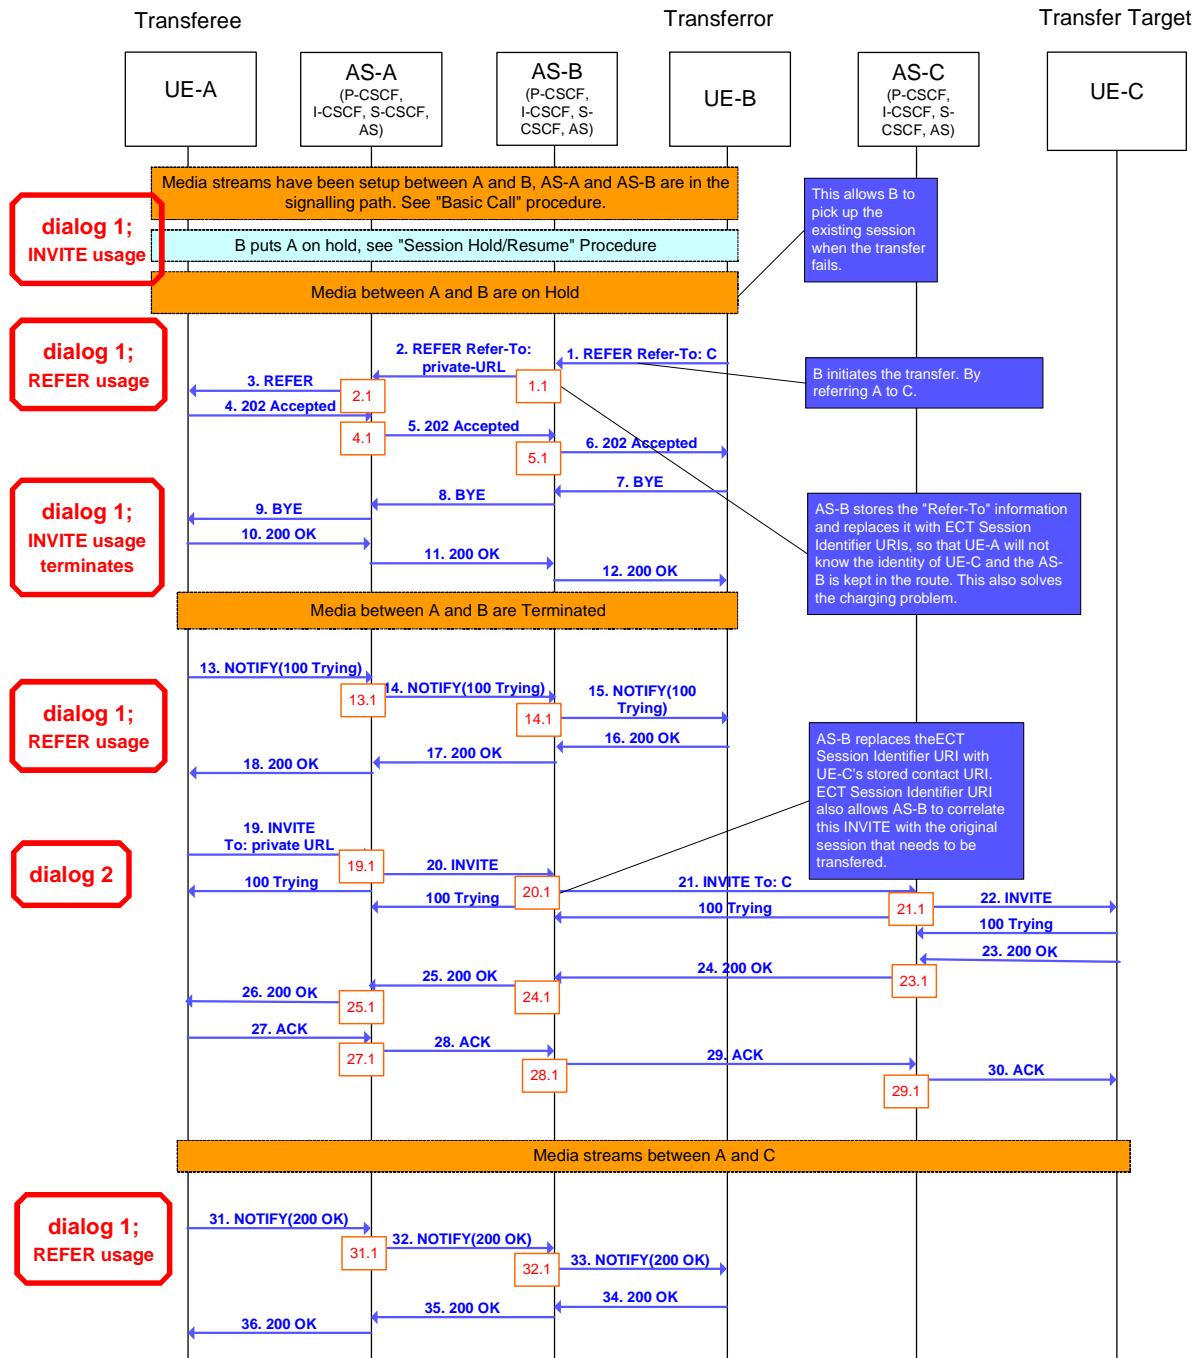 Transferee
Transferror
Transfer Target
UE-A
AS-A
(P-CSCF,
I-CSCF, S-CSCF,
AS)
AS-B
(P-CSCF,
I-CSCF, S-
CSCF, AS)
UE-B
AS-C
(P-CSCF,
I-CSCF, S-
CSCF, AS)
UE-C
Media streams have been setup between A and B, AS-A and AS-B are in the
signalling path. See "Basic Call" procedure.
This allows B to
pick up the
existing session
when the transfer
fails.
dialog 1;
INVITE usage
B puts A on hold, see "Session Hold/Resume" Procedure
Media between A and B are on Hold
dialog 1;
REFER usage
1. REFER Refer-To: C
2. REFER Refer-To:
private-URL
1.1
3. REFER
2.1
B initiates the transfer. By
referring A to C.
4. 202 Accepted
4.1
5. 202 Accepted
5.1
6. 202 Accepted
dialog 1;
INVITE usage
terminates
7. BYE
8. BYE
9. BYE
10. 200 OK
11. 200 OK
12. 200 OK
AS-B stores the "Refer-To" information
and replaces it with ECT Session
Identifier URIs, so that UE-A will not
know the identity of UE-C and the AS-
B is kept in the route. This also solves
the charging problem.
Media between A and B are Terminated
dialog 1;
REFER usage
13. NOTIFY(100 Trying)
13.1
14. NOTIFY(100 Trying)
14.1
15. NOTIFY(100
Trying)
16. 200 OK
17. 200 OK
18. 200 OK
AS-B replaces theECT
Session Identifier URI with
UE-C's stored contact URI.
ECT Session Identifier URI
also allows AS-B to correlate
this INVITE with the original
session that needs to be
transfered.
dialog 2
19. INVITE
To: private URL
19.1
20. INVITE
100 Trying
20.1
21. INVITE To: C
100 Trying
21.1
22. INVITE
100 Trying
100 Trying
23. 200 OK
23.1
24. 200 OK
24.1
25. 200 OK
25.1
26. 200 OK
27. ACK
27.1
28. ACK
28.1
29. ACK
29.1
30. ACK
Media streams between A and C
dialog 1;
REFER usage
31. NOTIFY(200 OK)
31.1
32. NOTIFY(200 OK)
32.1
33. NOTIFY(200 OK)
34. 200 OK
35. 200 OK
36. 200 OK